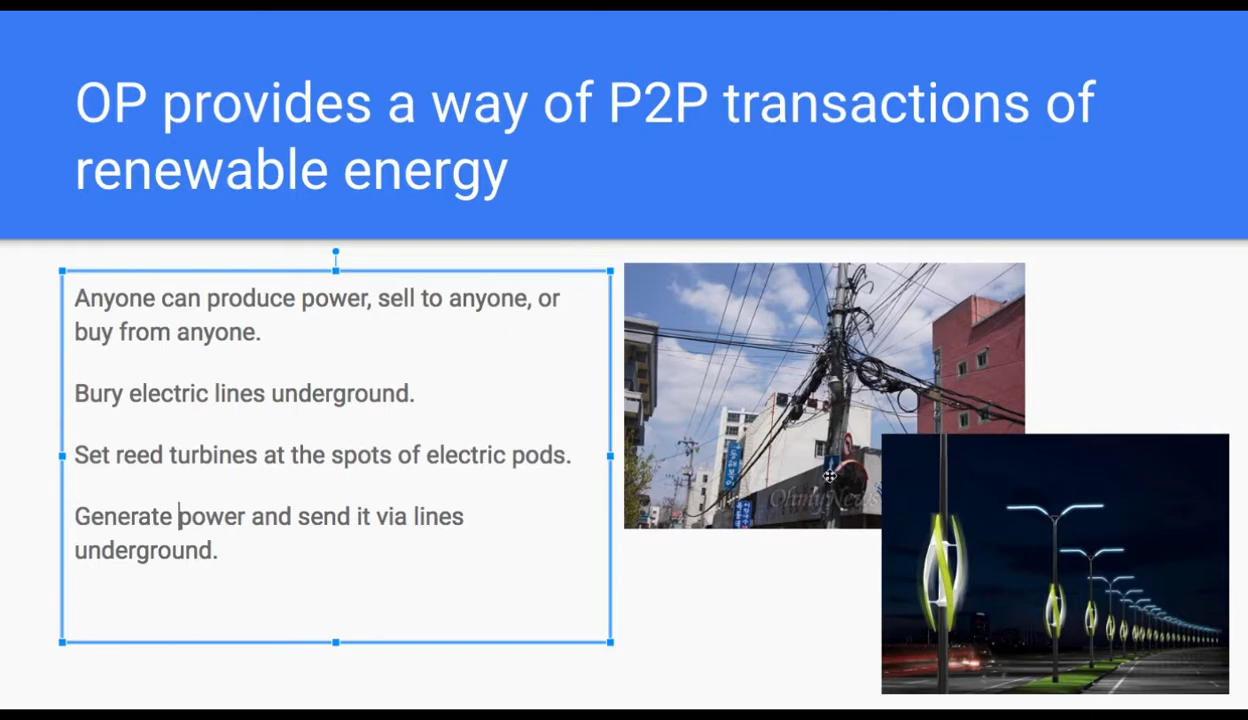 OP provides a way of P2P transactions of
renewable energy
Anyone can produce power, sell to anyone, or
buy from anyone.
Bury electric lines underground.
Set reed turbines at the spots of electric pods.
Generate power and send it via lines
underground.
OhmyNews